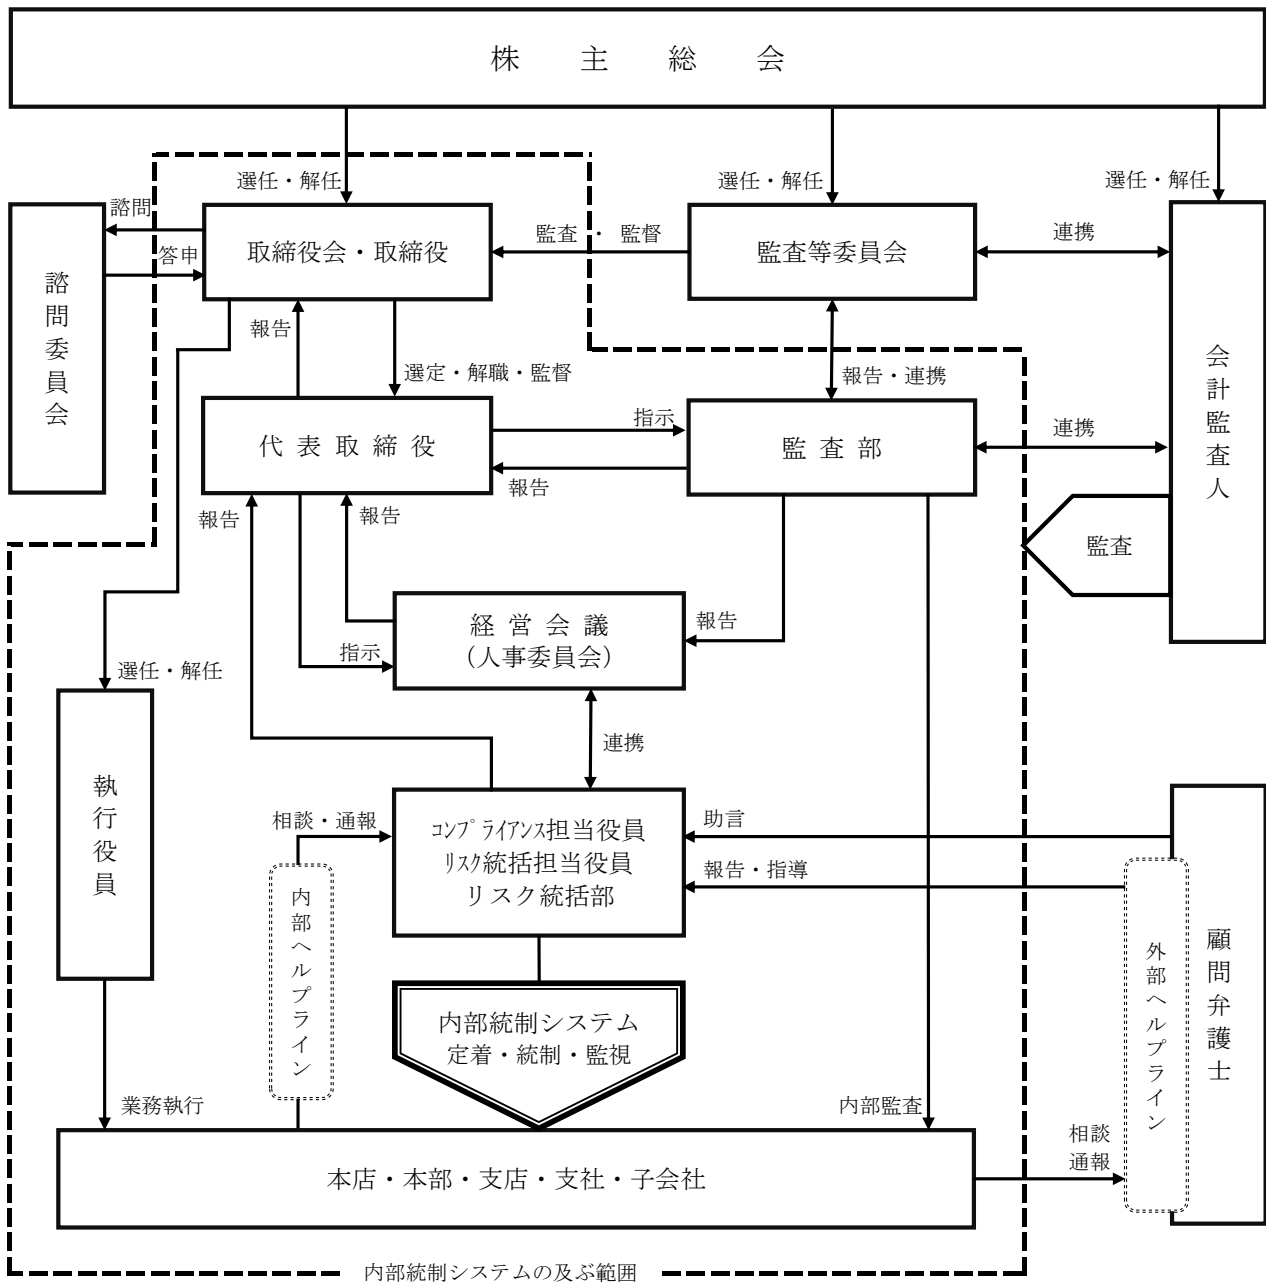 株主総会
選任・解任
選任・解任
選任・解任
諮問
答申
諮問委員会
取締役会・取締役
監査・監督
監査等委員会
連携
会計監査人
報告
選定・解職・監督
報告・連携
代表取締役
指示
報告
監査部
連携
監査
報告
報告
経営会議
（人事委員会）
報告
指示
選任・解任
執行役員
連携
相談・通報
内部ヘルプライン
ｺﾝﾌﾟﾗｲｱﾝｽ担当役員
ﾘｽｸ統括担当役員
リスク統括部
助言
報告・指導
顧問弁護士
外部ヘルプライン
内部統制システム
定着・統制・監視
業務執行
内部監査
相談
通報
本店・本部・支店・支社・子会社
内部統制システムの及ぶ範囲